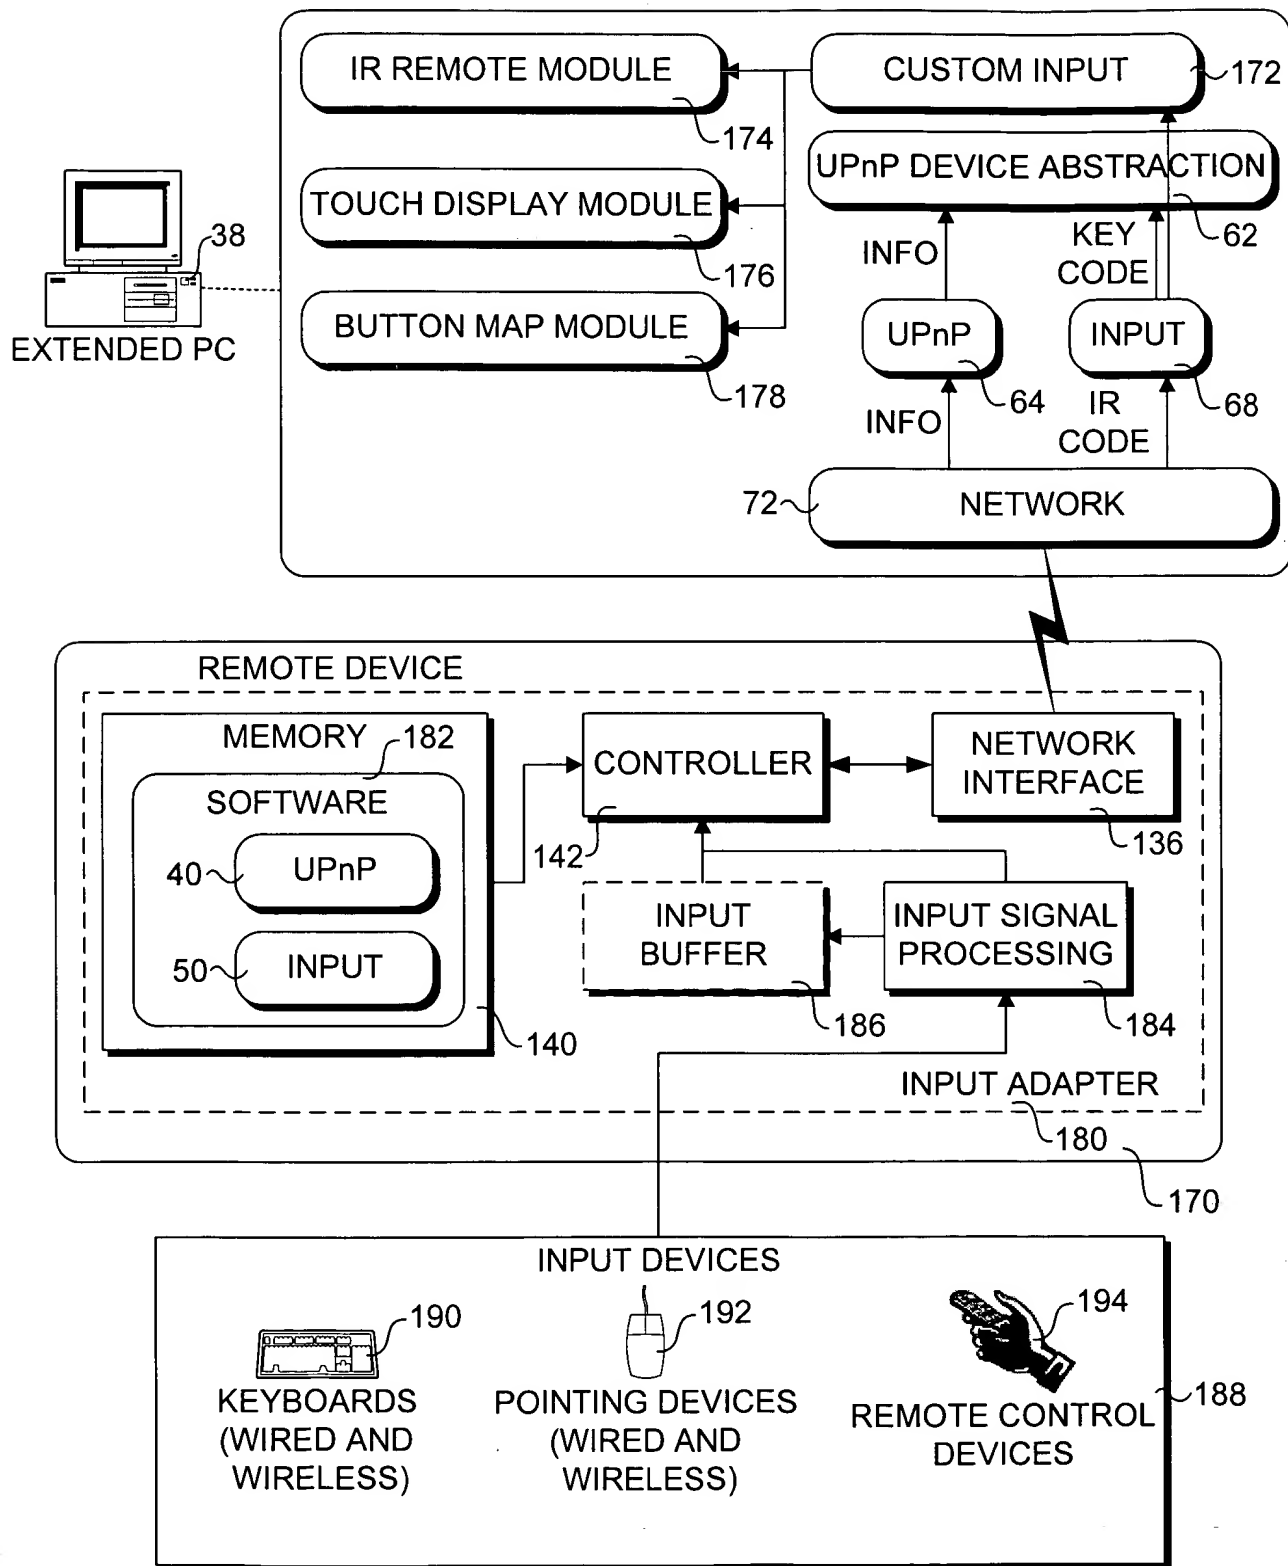 IR REMOTE MODULE
174
CUSTOM INPUT
172
UPnP DEVICE ABSTRACTION
62
TOUCH DISPLAY MODULE
176
38
EXTENDED PC
INFO
KEY
CODE
BUTTON MAP MODULE
178
UPnP
64
INPUT
68
INFO
IR
CODE
72
NETWORK
REMOTE DEVICE
MEMORY
182
SOFTWARE
40
UPnP
50
INPUT
140
CONTROLLER
142
NETWORK
INTERFACE
136
INPUT
BUFFER
186
INPUT SIGNAL
PROCESSING
184
INPUT ADAPTER
180
170
INPUT DEVICES
190
KEYBOARDS
(WIRED AND
WIRELESS)
192
POINTING DEVICES
(WIRED AND
WIRELESS)
194
REMOTE CONTROL
DEVICES
188